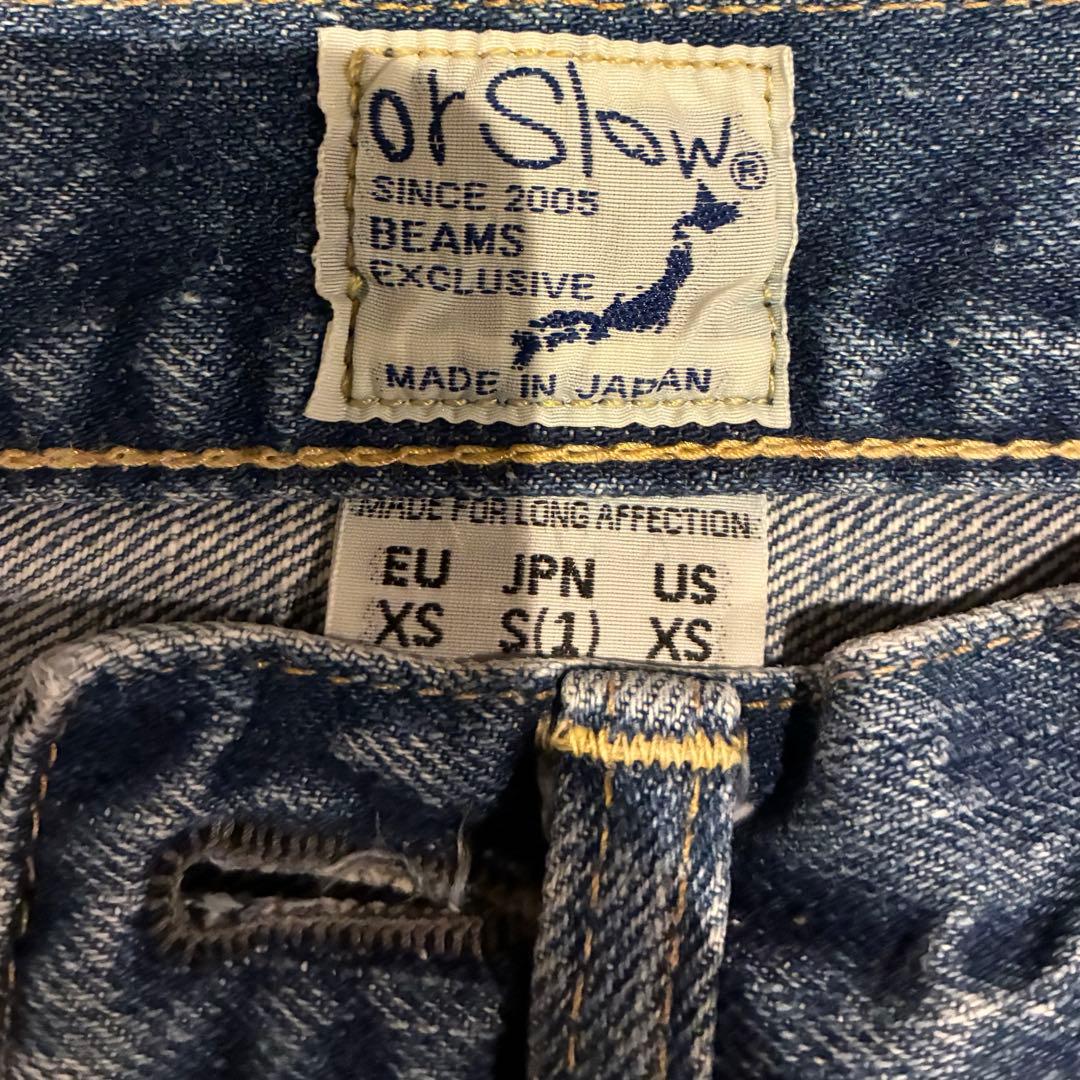 orSlow®
SINCE 2005
BEAMS
EXCLUSIVE
MADE IN JAPAN
MADE FOR LONG AFFECTION
EU JPN US
XS S(1) XS